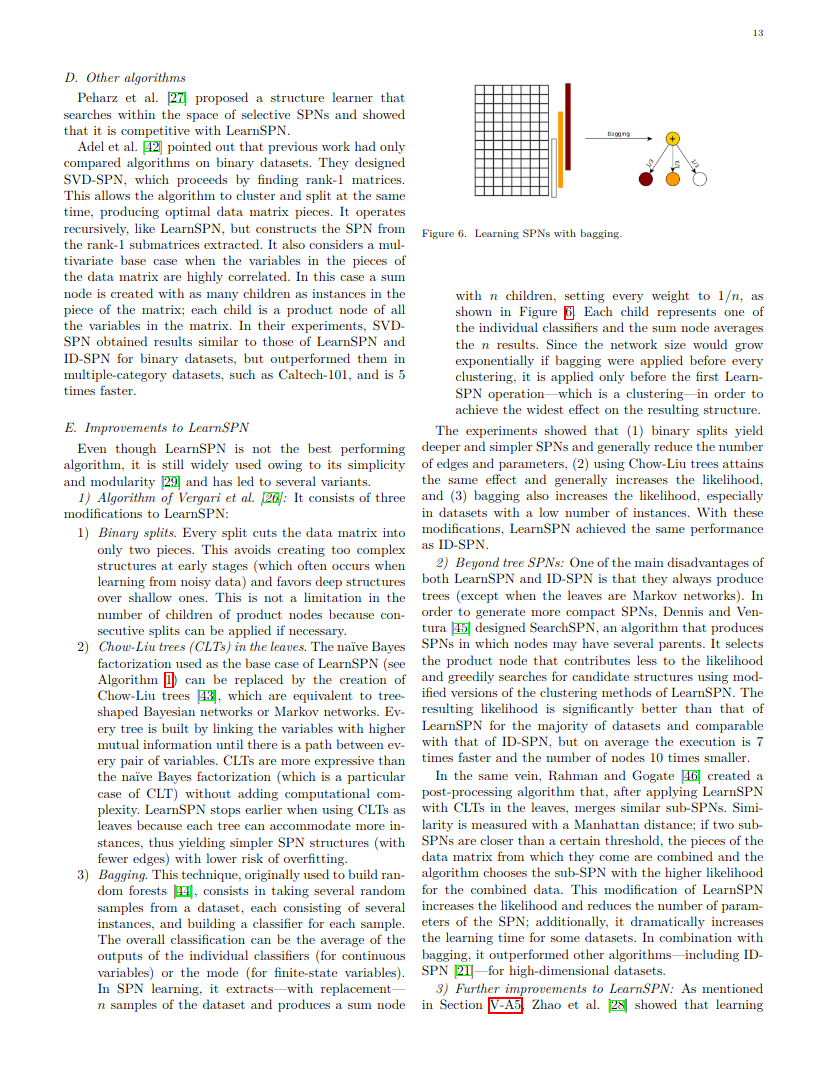 13
D. Other algorithms
Peharz et al. [27] proposed a structure learner that
searches within the space of selective SPNs and showed
that it is competitive with LearnSPN.
Adel et al. [42] pointed out that previous work had only
compared algorithms on binary datasets. They designed
SVD-SPN, which proceeds by finding rank-1 matrices.
This allows the algorithm to cluster and split at the same
time, producing optimal data matrix pieces. It operates
recursively, like LearnSPN, but constructs the SPN from
the rank-1 submatrices extracted. It also considers a mul-
tivariate base case when the variables in the pieces of
the data matrix are highly correlated. In this case a sum
node is created with as many children as instances in the
piece of the matrix; each child is a product node of all
the variables in the matrix. In their experiments, SVD-
SPN obtained results similar to those of LearnSPN and
ID-SPN for binary datasets, but outperformed them in
multiple-category datasets, such as Caltech-101, and is 5
times faster.
E. Improvements to LearnSPN
Even though LearnSPN is not the best performing
algorithm, it is still widely used owing to its simplicity
and modularity [29] and has led to several variants.
1) Algorithm of Vergari et al. [26]: It consists of three
modifications to LearnSPN:
1) Binary splits. Every split cuts the data matrix into
only two pieces. This avoids creating too complex
structures at early stages (which often occurs when
learning from noisy data) and favors deep structures
over shallow ones. This is not a limitation in the
number of children of product nodes because con-
secutive splits can be applied if necessary.
2) Chow-Liu trees (CLTs) in the leaves. The naïve Bayes
factorization used as the base case of LearnSPN (see
Algorithm 1) can be replaced by the creation of
Chow-Liu trees [43], which are equivalent to tree-
shaped Bayesian networks or Markov networks. Ev-
ery tree is built by linking the variables with higher
mutual information until there is a path between ev-
ery pair of variables. CLTs are more expressive than
the naïve Bayes factorization (which is a particular
case of CLT) without adding computational com-
plexity. LearnSPN stops earlier when using CLTs as
leaves because each tree can accommodate more in-
stances, thus yielding simpler SPN structures (with
fewer edges) with lower risk of overfitting.
3) Bagging. This technique, originally used to build ran-
dom forests [44], consists in taking several random
samples from a dataset, each consisting of several
instances, and building a classifier for each sample.
The overall classification can be the average of the
outputs of the individual classifiers (for continuous
variables) or the mode (for finite-state variables).
In SPN learning, it extracts—with replacement—
n samples of the dataset and produces a sum node
Bagging
+
1/3
1/3
1/3
Figure 6. Learning SPNs with bagging.
with n children, setting every weight to 1/n, as
shown in Figure 6. Each child represents one of
the individual classifiers and the sum node averages
the n results. Since the network size would grow
exponentially if bagging were applied before every
clustering, it is applied only before the first Learn-
SPN operation—which is a clustering—in order to
achieve the widest effect on the resulting structure.
The experiments showed that (1) binary splits yield
deeper and simpler SPNs and generally reduce the number
of edges and parameters, (2) using Chow-Liu trees attains
the same effect and generally increases the likelihood,
and (3) bagging also increases the likelihood, especially
in datasets with a low number of instances. With these
modifications, LearnSPN achieved the same performance
as ID-SPN.
2) Beyond tree SPNs: One of the main disadvantages of
both LearnSPN and ID-SPN is that they always produce
trees (except when the leaves are Markov networks). In
order to generate more compact SPNs, Dennis and Ven-
tura [45] designed SearchSPN, an algorithm that produces
SPNs in which nodes may have several parents. It selects
the product node that contributes less to the likelihood
and greedily searches for candidate structures using mod-
ified versions of the clustering methods of LearnSPN. The
resulting likelihood is significantly better than that of
LearnSPN for the majority of datasets and comparable
with that of ID-SPN, but on average the execution is 7
times faster and the number of nodes 10 times smaller.
In the same vein, Rahman and Gogate [46] created a
post-processing algorithm that, after applying LearnSPN
with CLTs in the leaves, merges similar sub-SPNs. Simi-
larity is measured with a Manhattan distance; if two sub-
SPNs are closer than a certain threshold, the pieces of the
data matrix from which they come are combined and the
algorithm chooses the sub-SPN with the higher likelihood
for the combined data. This modification of LearnSPN
increases the likelihood and reduces the number of param-
eters of the SPN; additionally, it dramatically increases
the learning time for some datasets. In combination with
bagging, it outperformed other algorithms—including ID-
SPN [21]—for high-dimensional datasets.
3) Further improvements to LearnSPN: As mentioned
in Section V-A5, Zhao et al. [28] showed that learning